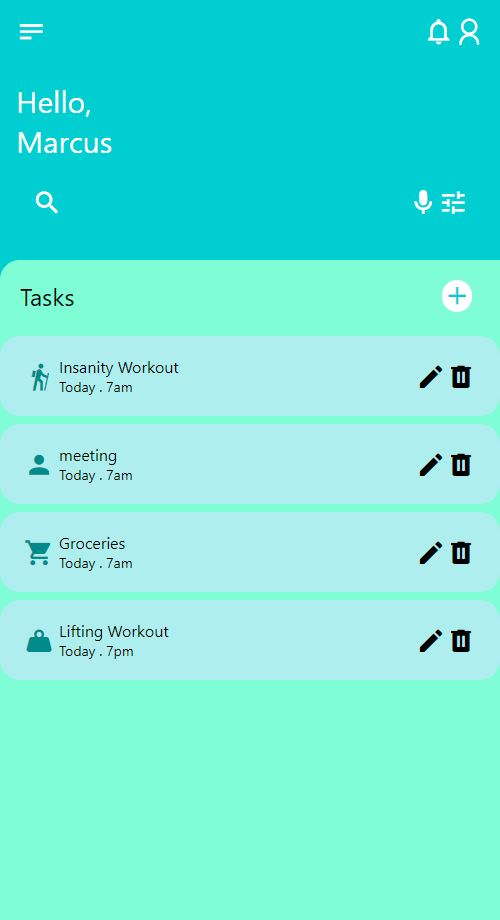 Hello,
Marcus
Tasks
Insanity Workout
Today . 7am
meeting
Today . 7am
Groceries
Today . 7am
Lifting Workout
Today . 7pm